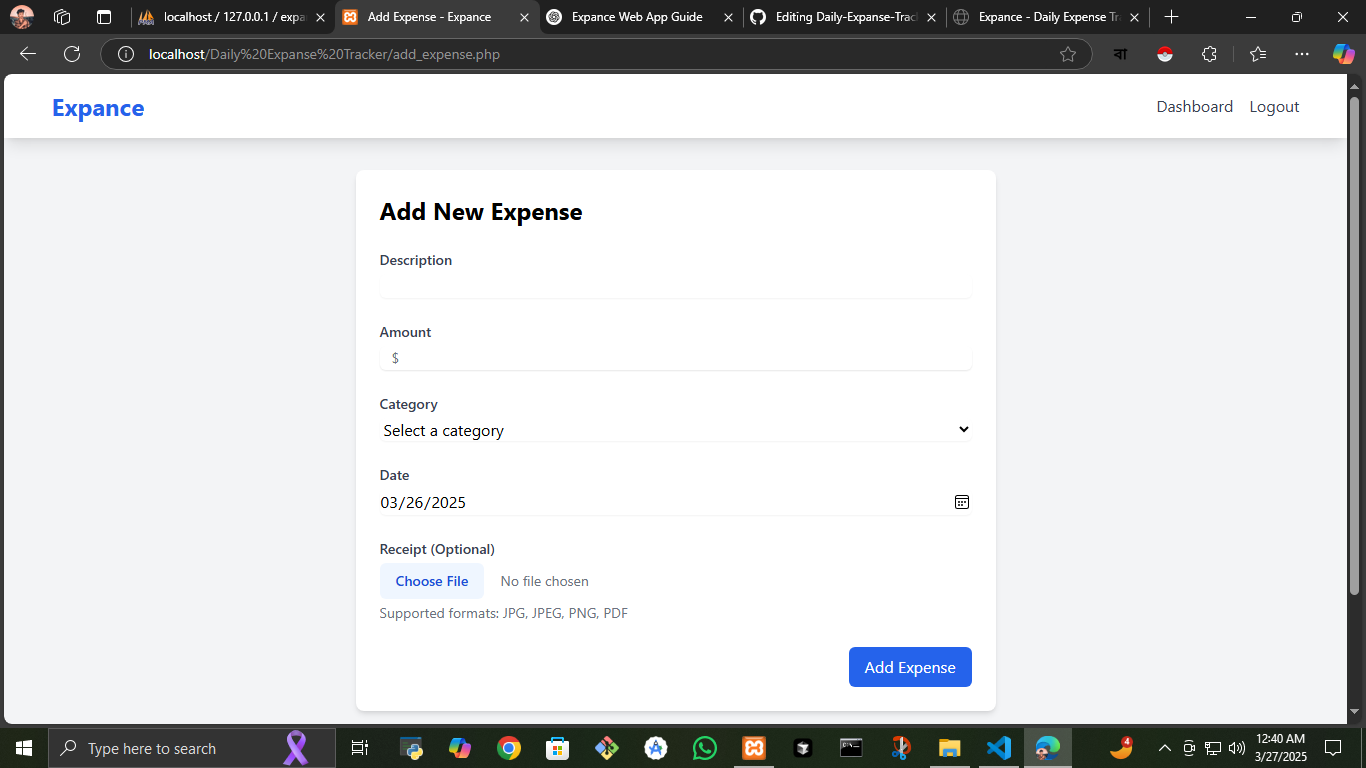 localhost / 127.0.0.1 / expa
Add Expense - Expance
Expance Web App Guide
Editing Daily-Expanse-Trac
Expance - Daily Expense Tr
localhost/Daily%20Expanse%20Tracker/add_expense.php
বা
Expance
Dashboard
Logout
Add New Expense
Description
Amount
$
Category
Select a category
Date
03/26/2025
Receipt (Optional)
Choose File
No file chosen
Supported formats: JPG, JPEG, PNG, PDF
Add Expense
Type here to search
4
12:40 AM
3/27/2025